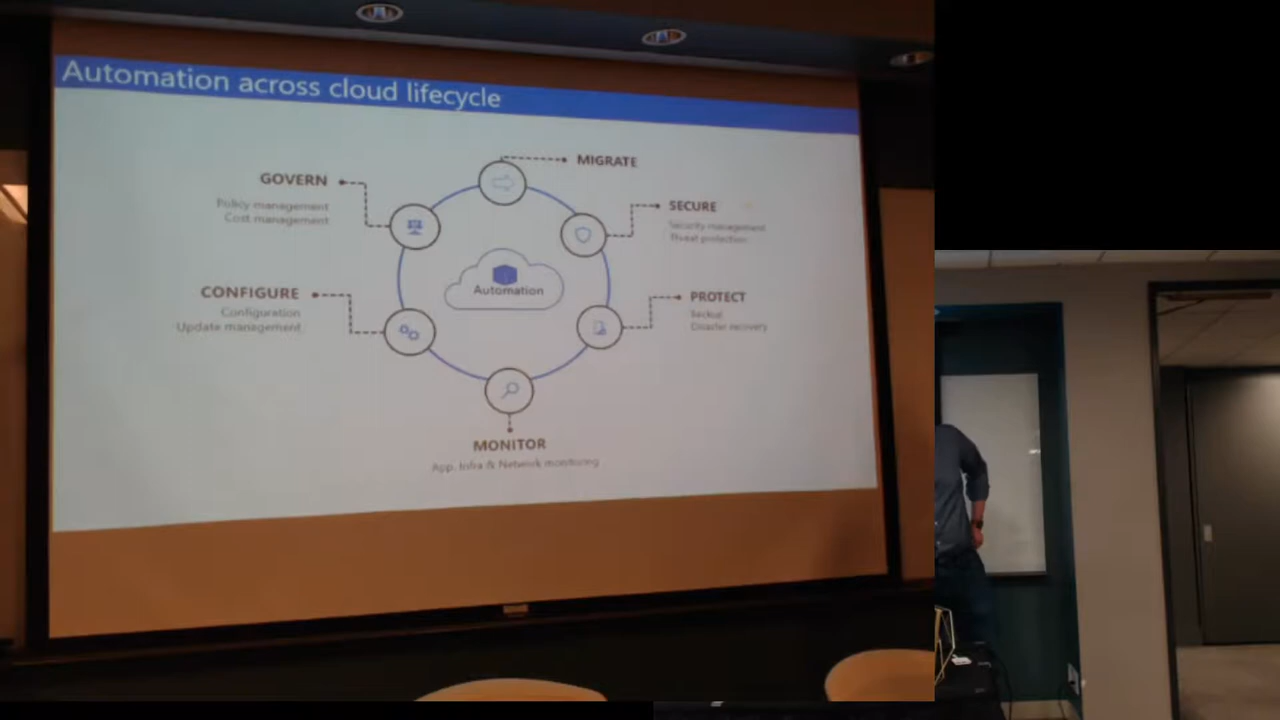 Automation across cloud lifecycle
MIGRATE
GOVERN
Policy management
Cost management
SECURE
Security management
Threat protection
Automation
CONFIGURE
Configuration
Update management
PROTECT
Backup
Disaster recovery
MONITOR
App, Infra & Network monitoring